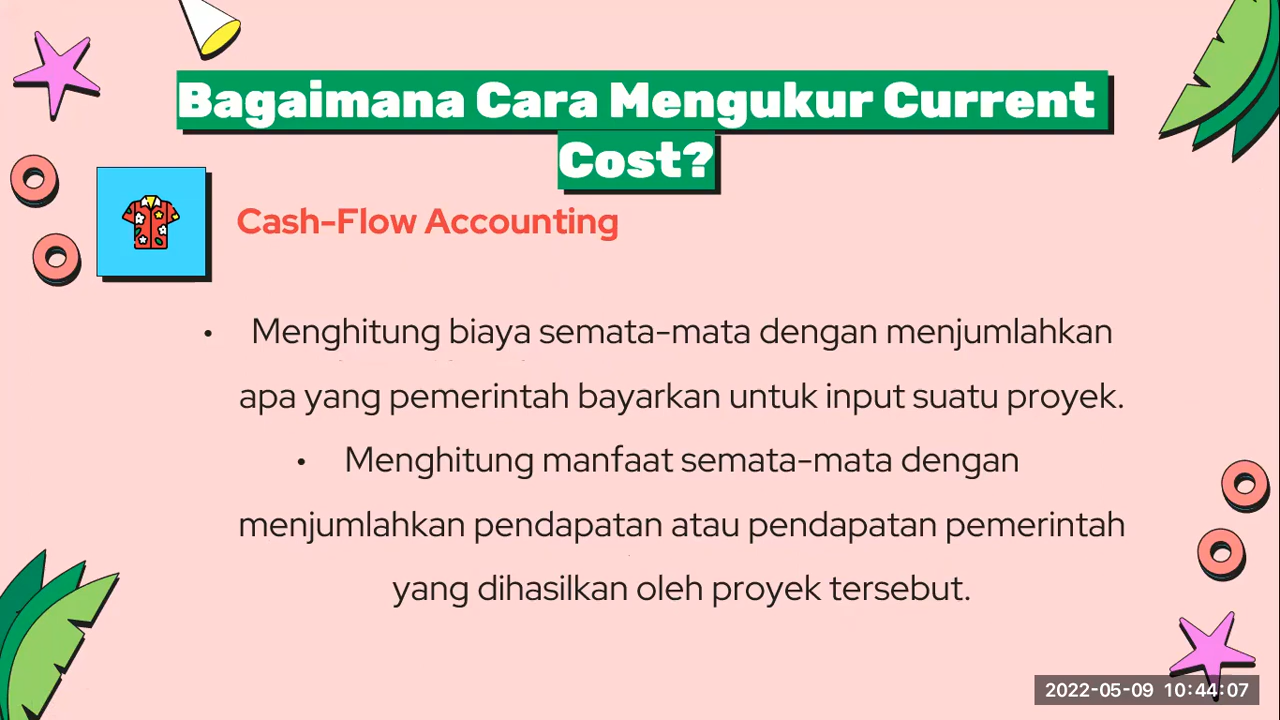 Bagaimana Cara Mengukur Current
Cost?
Cash-Flow Accounting
• Menghitung biaya semata-mata dengan menjumlahkan
apa yang pemerintah bayarkan untuk input suatu proyek.
• Menghitung manfaat semata-mata dengan
menjumlahkan pendapatan atau pendapatan pemerintah
yang dihasilkan oleh proyek tersebut.
2022-05-09 10:44:07